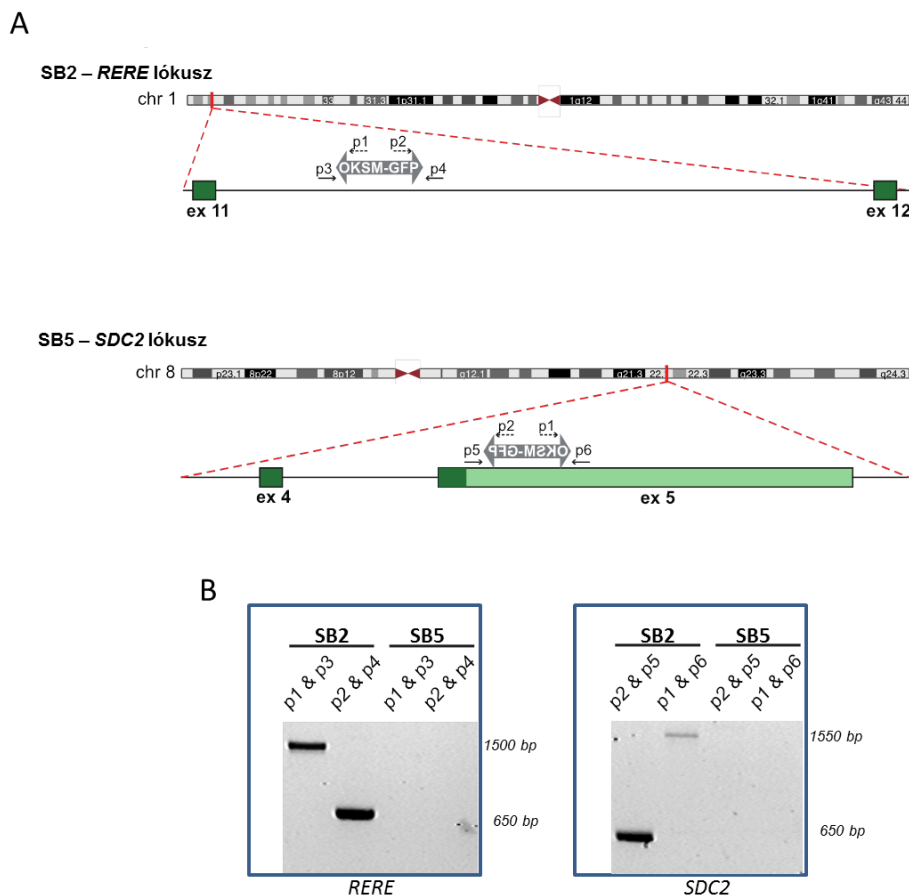 A
SB2 – RERE lókusz
chr 1
33 31.3 1p31.1 1q12 32.1 1q41 q43 44
p1 p2
p3 OKSM-GFP p4
ex 11 ex 12
SB5 – SDC2 lókusz
chr 8
p23.1 8p22 8p12 q12.1 q21.3 22. 22.3 q23.3 q24.3
p2 p1
p5 OKSM-GFP p6
ex 4 ex 5
B
SB2 SB5
p1 & p3 p2 & p4 p1 & p3 p2 & p4
1500 bp
650 bp
RERE
SB2 SB5
p2 & p5 p1 & p6 p2 & p5 p1 & p6
1550 bp
650 bp
SDC2